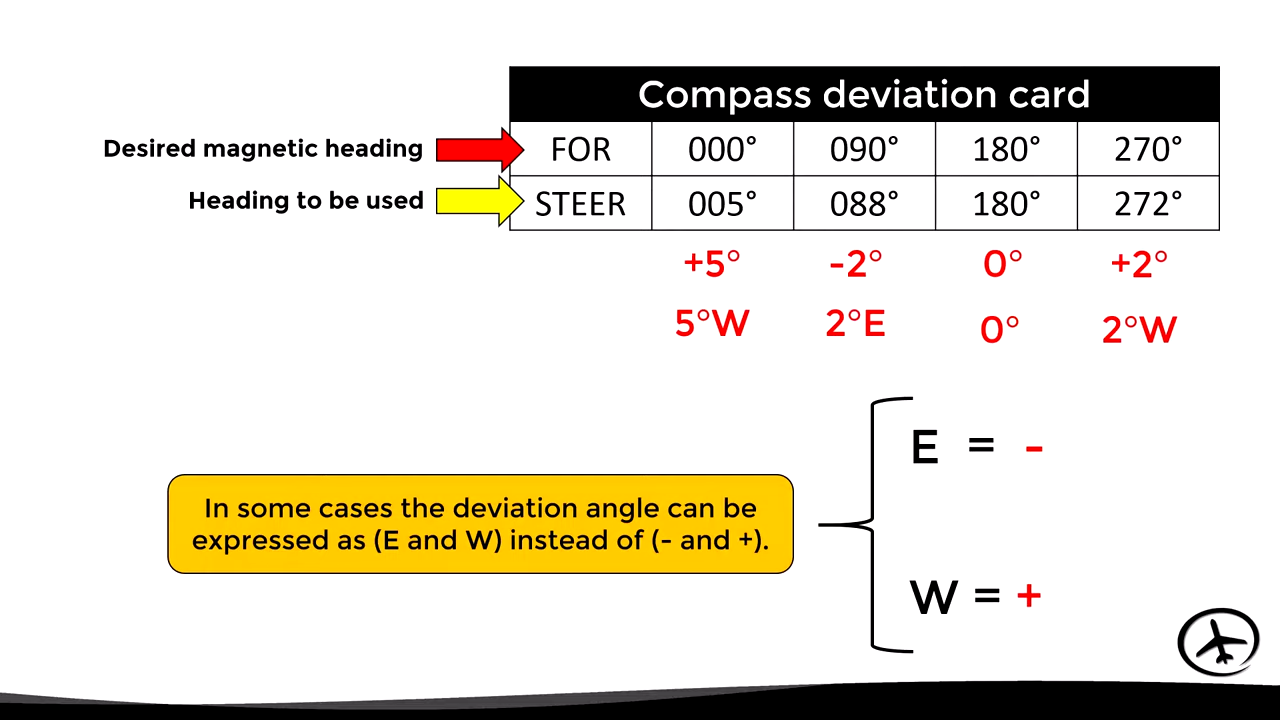 Compass deviation card
Desired magnetic heading FOR 000° 090° 180° 270°
Heading to be used STEER 005° 088° 180° 272°
+5° -2° 0° +2°
5°W 2°E 0° 2°W
E = -
In some cases the deviation angle can be
expressed as (E and W) instead of (- and +).
W = +